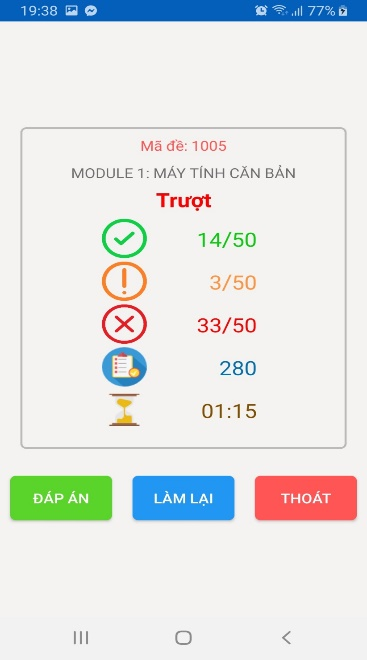 19:38 77%
Mã đề: 1005
MODULE 1: MÁY TÍNH CĂN BẢN
Trượt
14/50
3/50
33/50
280
01:15
ĐÁP ÁN LÀM LẠI THOÁT